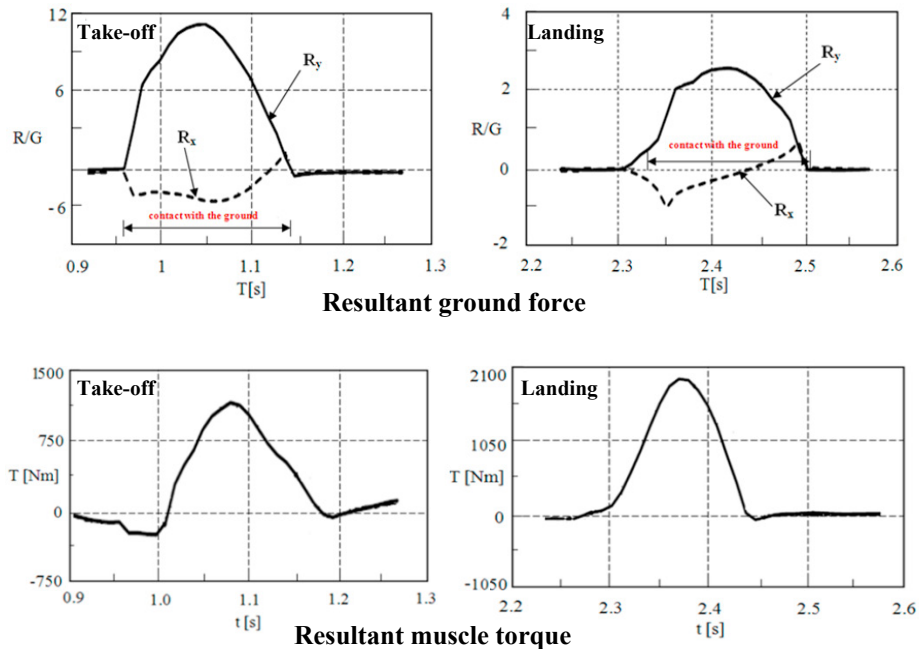 Take-off
12
6
R/G
-6
Ry
Rx
contact with the ground
0.9 1 1.1 1.2 1.3
T[s]
Landing
4
2
R/G
0
-2
Ry
contact with the ground
Rx
2.2 2.3 2.4 2.5 2.6
T[s]
Resultant ground force
Take-off
1500
750
T [Nm]
0
-750
0.9 1.0 1.1 1.2 1.3
t [s]
Landing
2100
1050
T [Nm]
0
-1050
2.2 2.3 2.4 2.5 2.6
t [s]
Resultant muscle torque